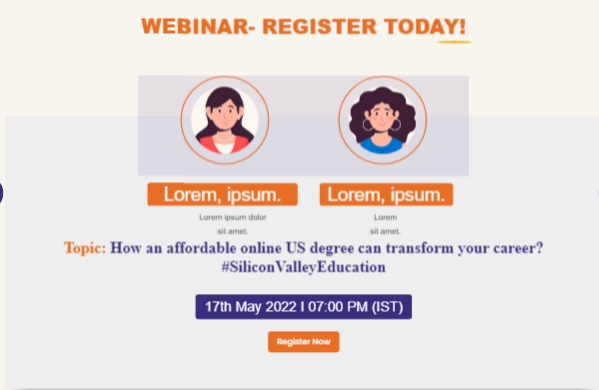 WEBINAR- REGISTER TODAY!
Lorem, ipsum.
Lorem, ipsum.
Lorem ipsum dolor
sit amet.
Lorem
sit amet.
Topic: How an affordable online US degree can transform your career?
#SiliconValleyEducation
17th May 2022 I 07:00 PM (IST)
Register Now